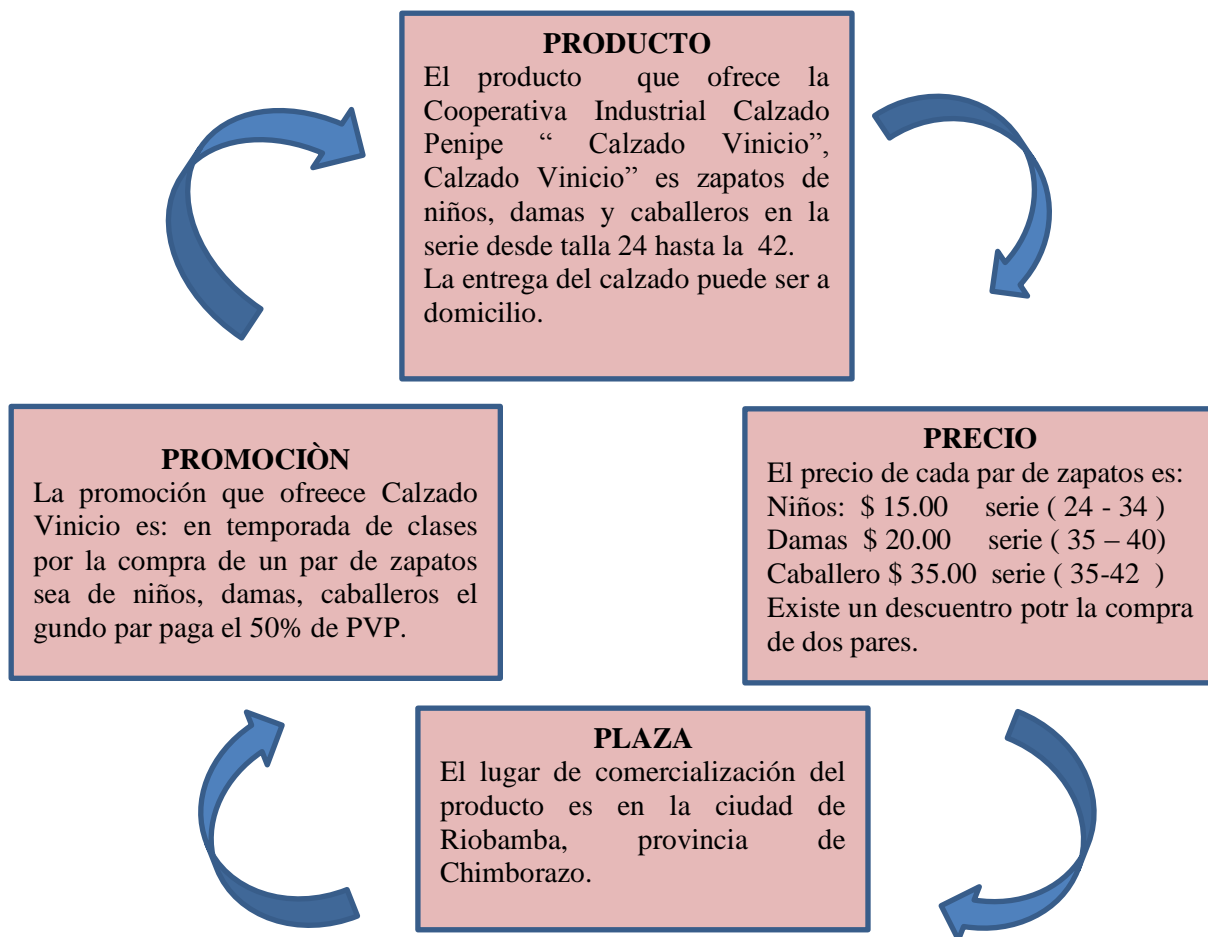 PRODUCTO
El producto que ofrece la
Cooperativa Industrial Calzado
Penipe “ Calzado Vinicio”,
Calzado Vinicio” es zapatos de
niños, damas y caballeros en la
serie desde talla 24 hasta la 42.
La entrega del calzado puede ser a
domicilio.
PRECIO
El precio de cada par de zapatos es:
Niños: $ 15.00 serie ( 24 - 34 )
Damas $ 20.00 serie ( 35 – 40)
Caballero $ 35.00 serie ( 35-42 )
Existe un descuentro potr la compra
de dos pares.
PLAZA
El lugar de comercialización del
producto es en la ciudad de
Riobamba, provincia de
Chimborazo.
PROMOCIÒN
La promoción que ofreece Calzado
Vinicio es: en temporada de clases
por la compra de un par de zapatos
sea de niños, damas, caballeros el
gundo par paga el 50% de PVP.